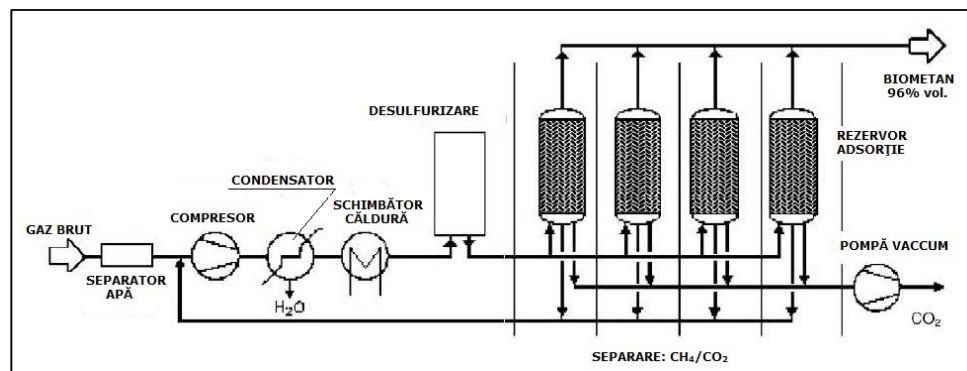 BIOMETAN
96% vol.
DESULFURIZARE
REZERVOR
ADSORŢIE
CONDENSATOR
SCHIMBĂTOR
CĂLDURĂ
COMPRESOR
GAZ BRUT
POMPĂ VACCUM
SEPARATOR
APĂ
H₂O
CO₂
SEPARARE: CH₄/CO₂